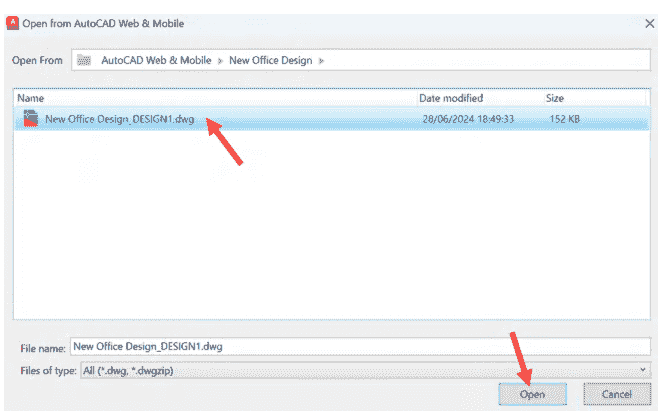 A Open from AutoCAD Web & Mobile
Open From AutoCAD Web & Mobile New Office Design
Name Date modified Size
New Office Design_DESIGN1.dwg 28/06/2024 18:49:33 152 KB
File name: New Office Design_DESIGN1.dwg
Files of type: All (*.dwg, *.dwgzip)
Open Cancel